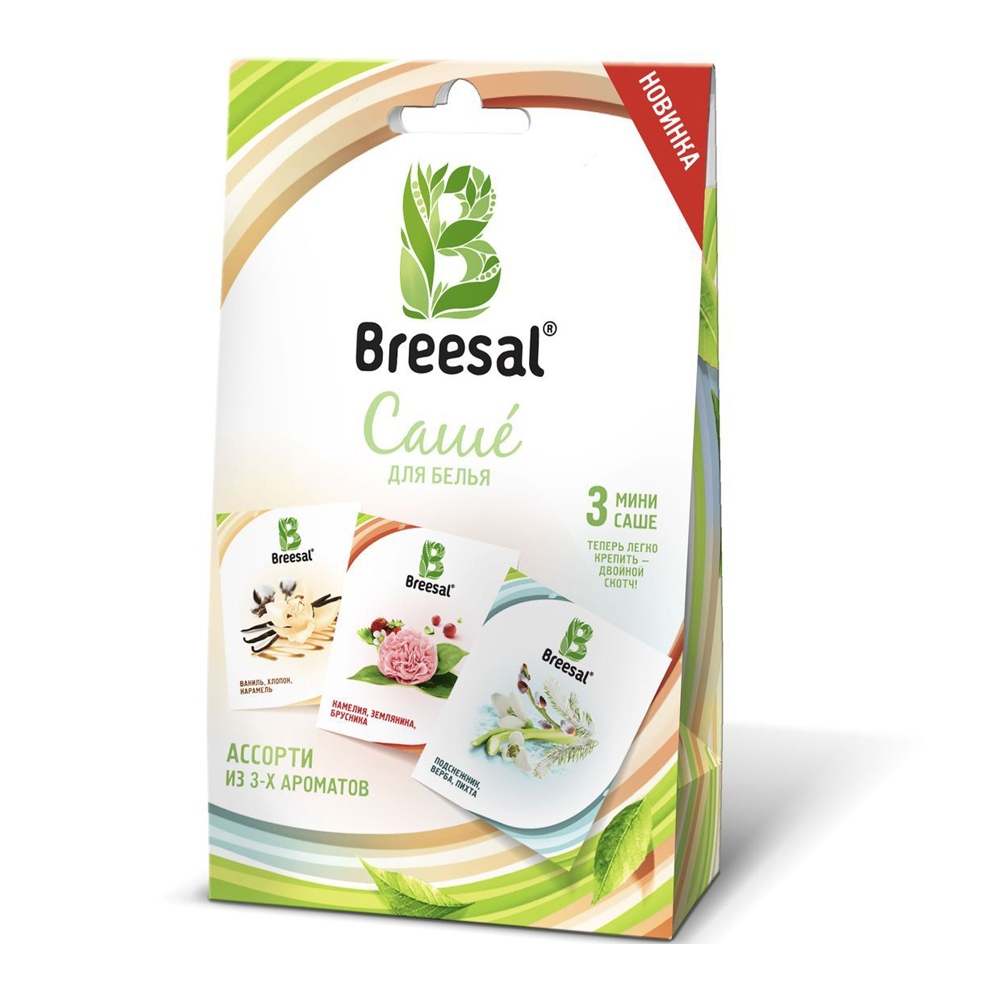 НОВИНКА
Breesal®
Саше́
ДЛЯ БЕЛЬЯ
3 МИНИ
САШЕ
ТЕПЕРЬ ЛЕГКО
КРЕПИТЬ –
ДВОЙНОЙ
СКОТЧ!
Breesal®
ВАНИЛЬ, ХЛОПОК,
КАРАМЕЛЬ
Breesal®
КАМЕЛИЯ, ЗЕМЛЯНИКА,
БРУСНИКА
Breesal®
ПОДСНЕЖНИК,
ВЕРБА, ПИХТА
АССОРТИ
ИЗ 3-Х АРОМАТОВ